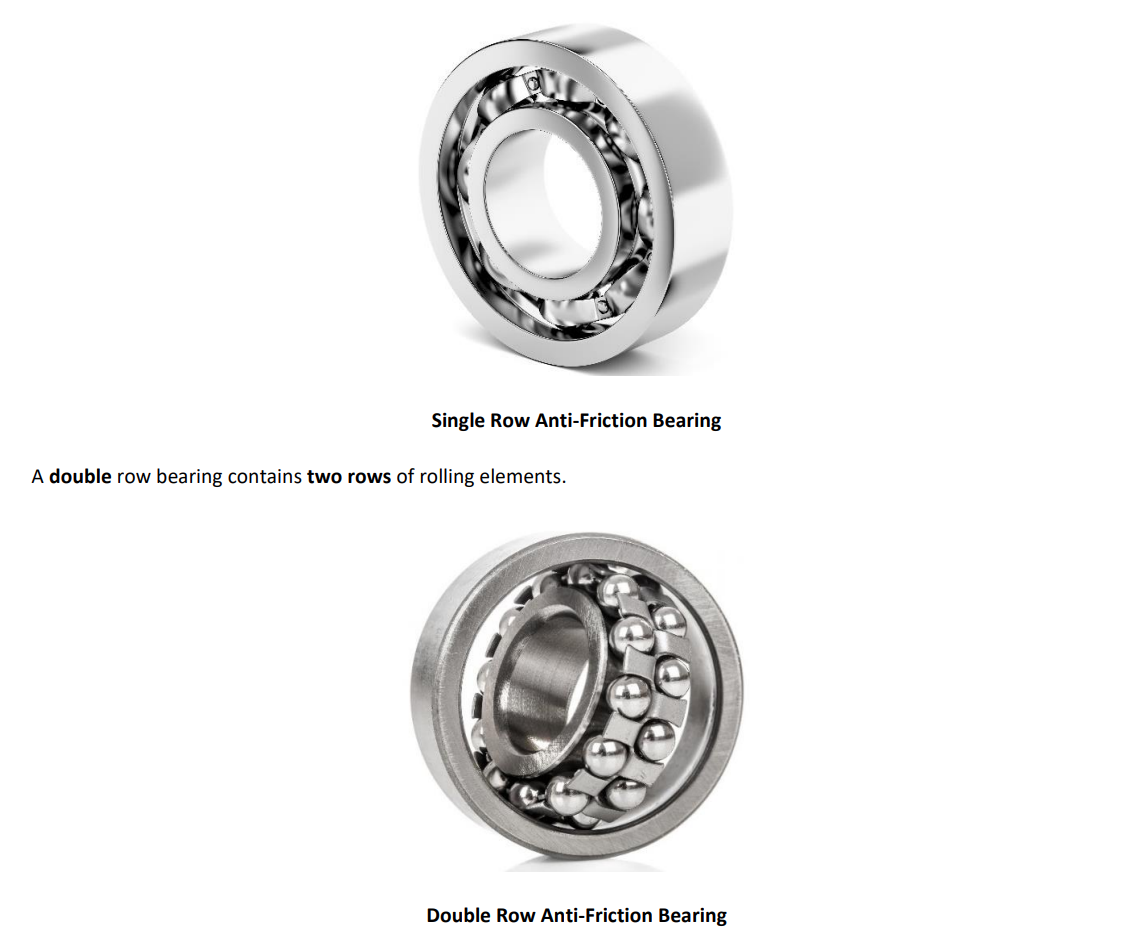 Single Row Anti-Friction Bearing
A double row bearing contains two rows of rolling elements.
Double Row Anti-Friction Bearing